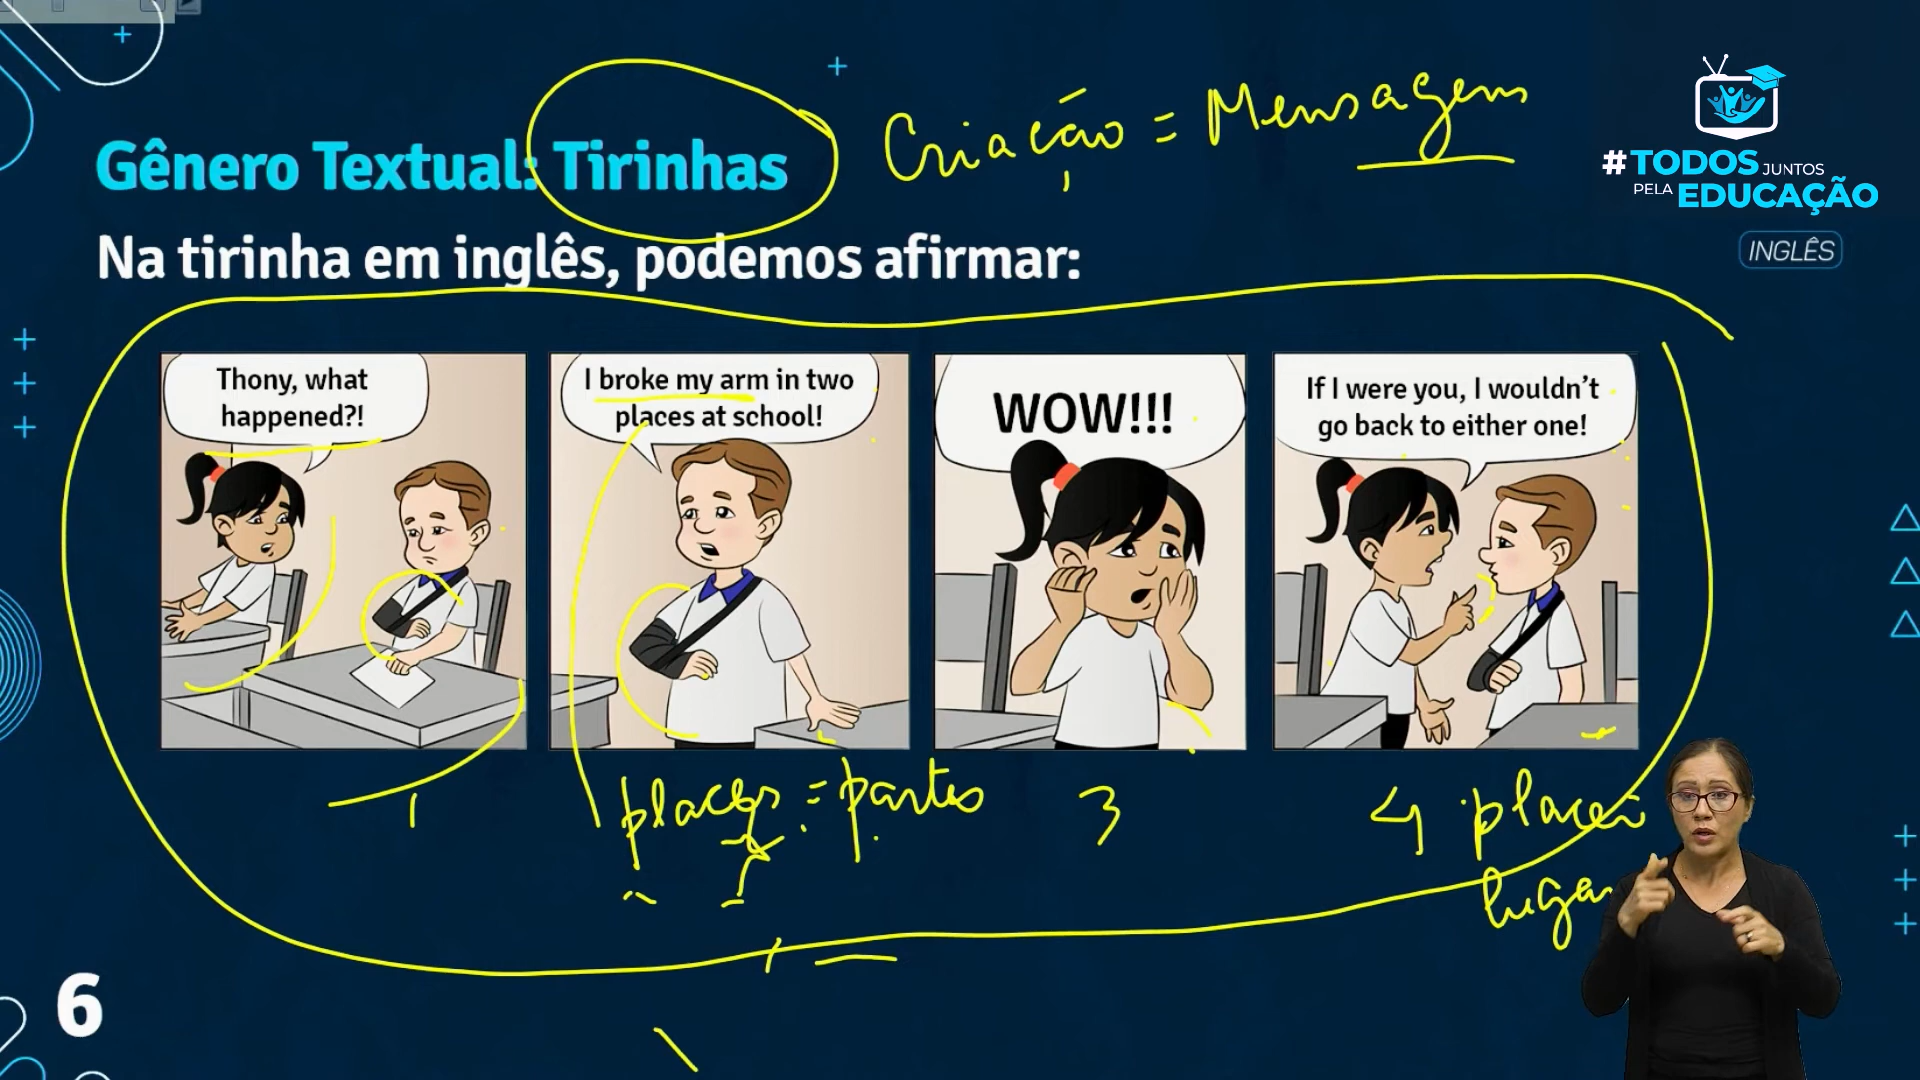 Criação = Mensagem
Gênero Textual: Tirinhas
#TODOS JUNTOS
PELA EDUCAÇÃO
INGLÊS
Na tirinha em inglês, podemos afirmar:
Thony, what
happened?!
I broke my arm in two
places at school!
WOW!!!
If I were you, I wouldn't
go back to either one!
1
places = partes
3
4 places
lugar
6